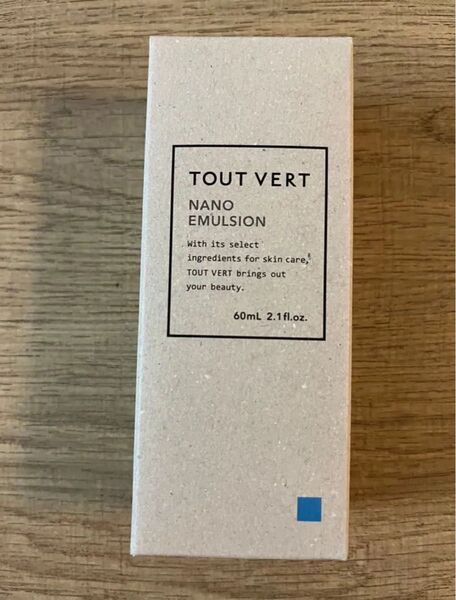 TOUT VERT
NANO
EMULSION
With its select
ingredients for skin care,
TOUT VERT brings out
your beauty.
60mL 2.1fl.oz.